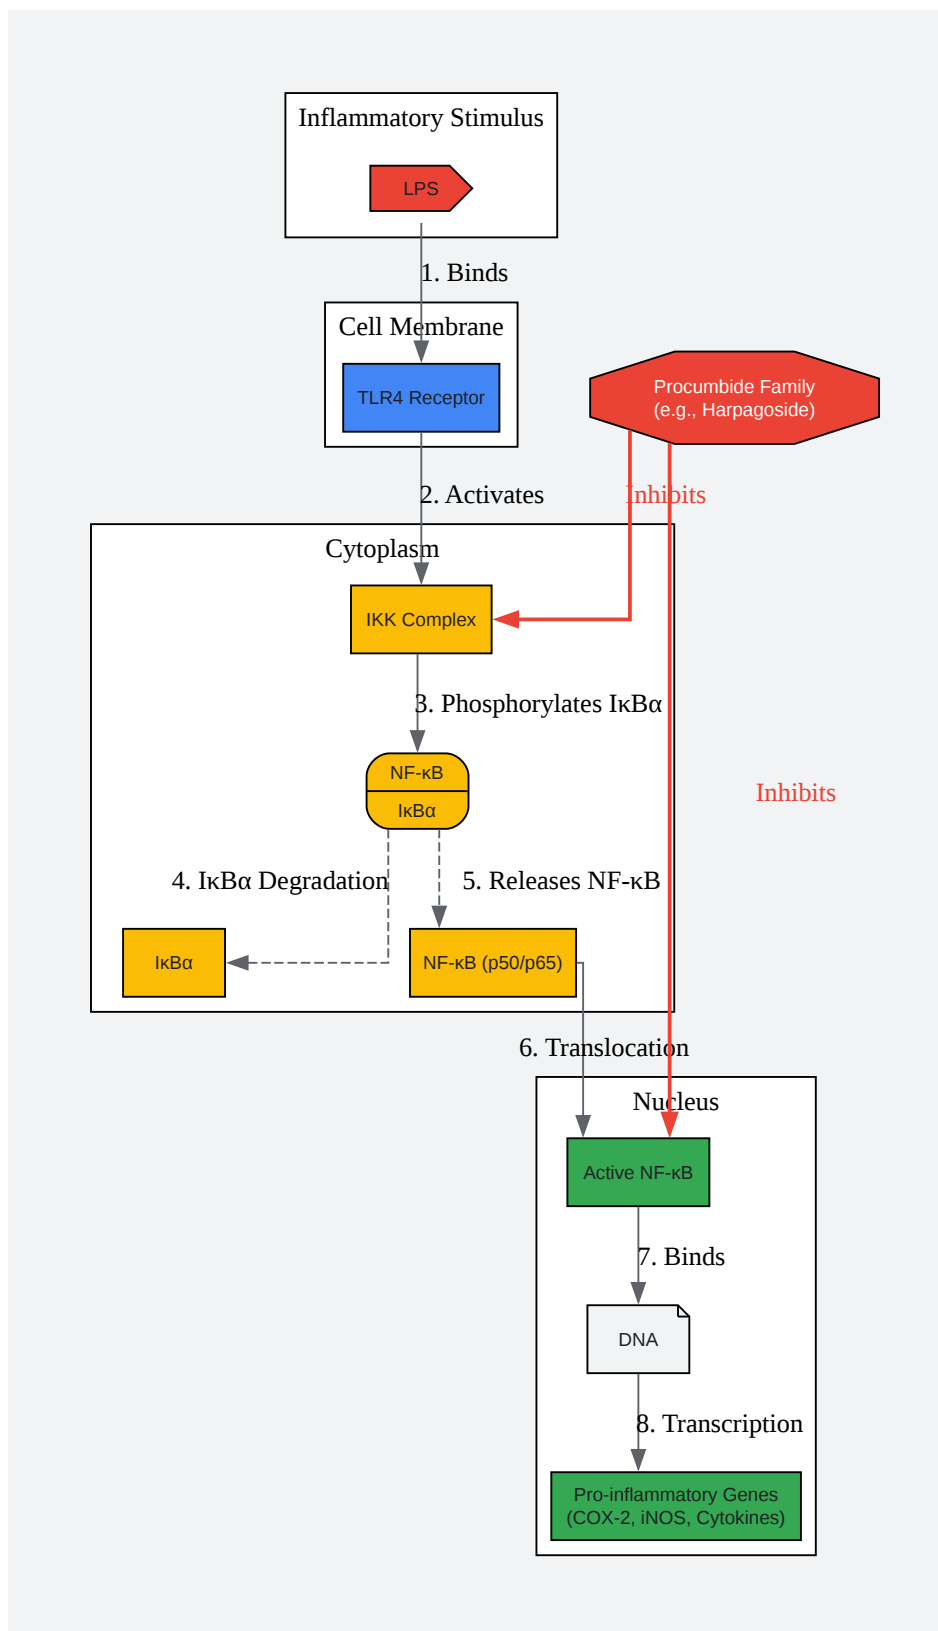 Inflammatory Stimulus
LPS
1. Binds
Cell Membrane
TLR4 Receptor
Procumbide Family
(e.g., Harpagoside)
2. Activates
Inhibits
Cytoplasm
IKK Complex
3. Phosphorylates IκBα
NF-κB
IκBα
Inhibits
4. IκBα Degradation
5. Releases NF-κB
IκBα
NF-κB (p50/p65)
6. Translocation
Nucleus
Active NF-κB
7. Binds
DNA
8. Transcription
Pro-inflammatory Genes
(COX-2, iNOS, Cytokines)